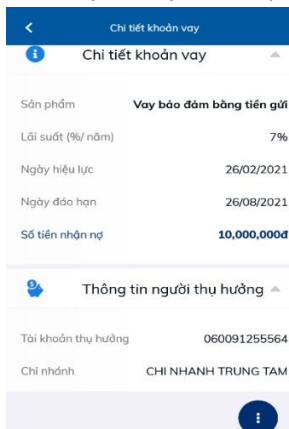 Chi tiết khoản vay
Chi tiết khoản vay
Sản phẩm Vay bảo đảm bằng tiền gửi
Lãi suất (%/ năm) 7%
Ngày hiệu lực 26/02/2021
Ngày đáo hạn 26/08/2021
Số tiền nhận nợ 10,000,000đ
Thông tin người thụ hưởng
Tài khoản thụ hưởng 060091255564
Chi nhánh CHI NHANH TRUNG TAM